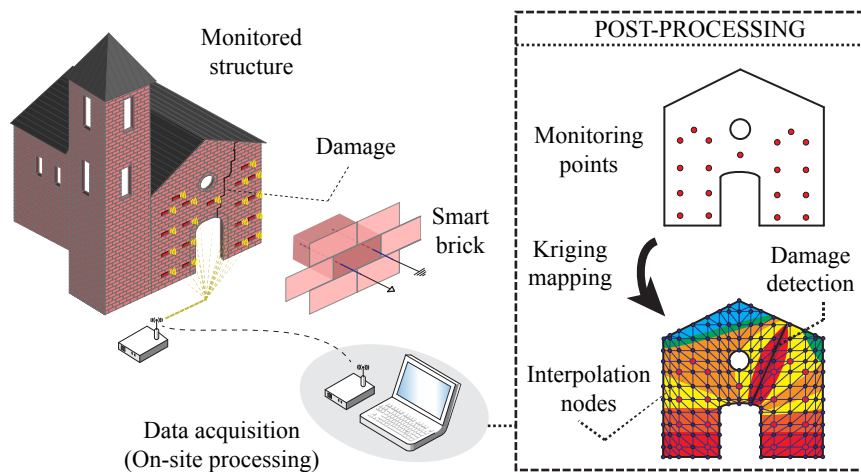 Monitored
structure
Damage
Smart
brick
Data acquisition
(On-site processing)
POST-PROCESSING
Monitoring
points
Kriging
mapping
Damage
detection
Interpolation
nodes